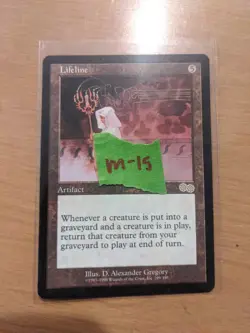 Lifeline
5
m-15
Artifact
Whenever a creature is put into a
graveyard and a creature is in play,
return that creature from your
graveyard to play at end of turn.
Illus. D. Alexander Gregory